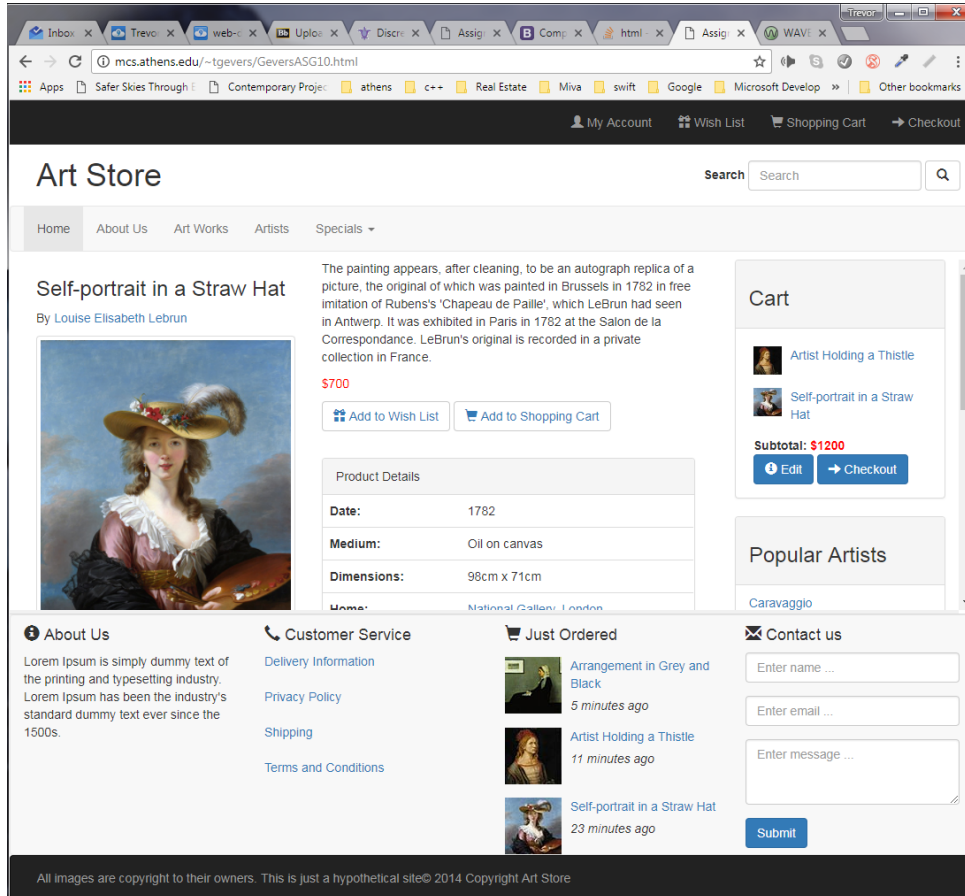 Trevor
Inbox
Trevo
web-c
Uploa
Discre
Assign
Comp
html
Assign
WAVE
mcs.athens.edu/~tgevers/GeversASG10.html
Apps Safer Skies Through Contemporary Projec athens c++ Real Estate Miva swift Google Microsoft Develop » Other bookmarks
My Account Wish List Shopping Cart Checkout
Art Store
Search Search
Home About Us Art Works Artists Specials
Self-portrait in a Straw Hat
By Louise Elisabeth Lebrun
The painting appears, after cleaning, to be an autograph replica of a
picture, the original of which was painted in Brussels in 1782 in free
imitation of Rubens's 'Chapeau de Paille', which LeBrun had seen
in Antwerp. It was exhibited in Paris in 1782 at the Salon de la
Correspondance. LeBrun's original is recorded in a private
collection in France.
$700
Add to Wish List Add to Shopping Cart
Product Details
Date: 1782
Medium: Oil on canvas
Dimensions: 98cm x 71cm
Home: National Gallery, London
Cart
Artist Holding a Thistle
Self-portrait in a Straw
Hat
Subtotal: $1200
Edit Checkout
Popular Artists
Caravaggio
About Us
Lorem Ipsum is simply dummy text of
the printing and typesetting industry.
Lorem Ipsum has been the industry's
standard dummy text ever since the
1500s.
Customer Service
Delivery Information
Privacy Policy
Shipping
Terms and Conditions
Just Ordered
Arrangement in Grey and
Black
5 minutes ago
Artist Holding a Thistle
11 minutes ago
Self-portrait in a Straw Hat
23 minutes ago
Contact us
Enter name ...
Enter email ...
Enter message ...
Submit
All images are copyright to their owners. This is just a hypothetical site© 2014 Copyright Art Store